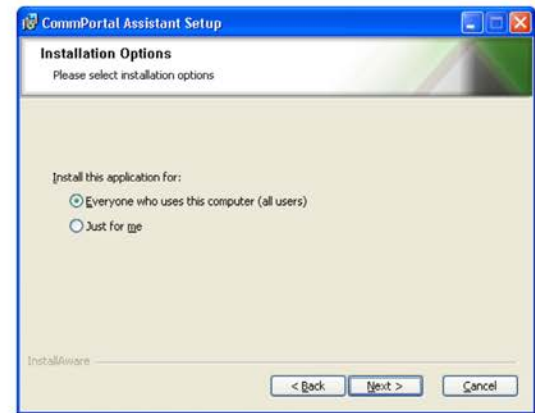 CommPortal Assistant Setup
Installation Options
Please select installation options
Install this application for:
Everyone who uses this computer (all users)
Just for me
InstallAware
< Back Next > Cancel